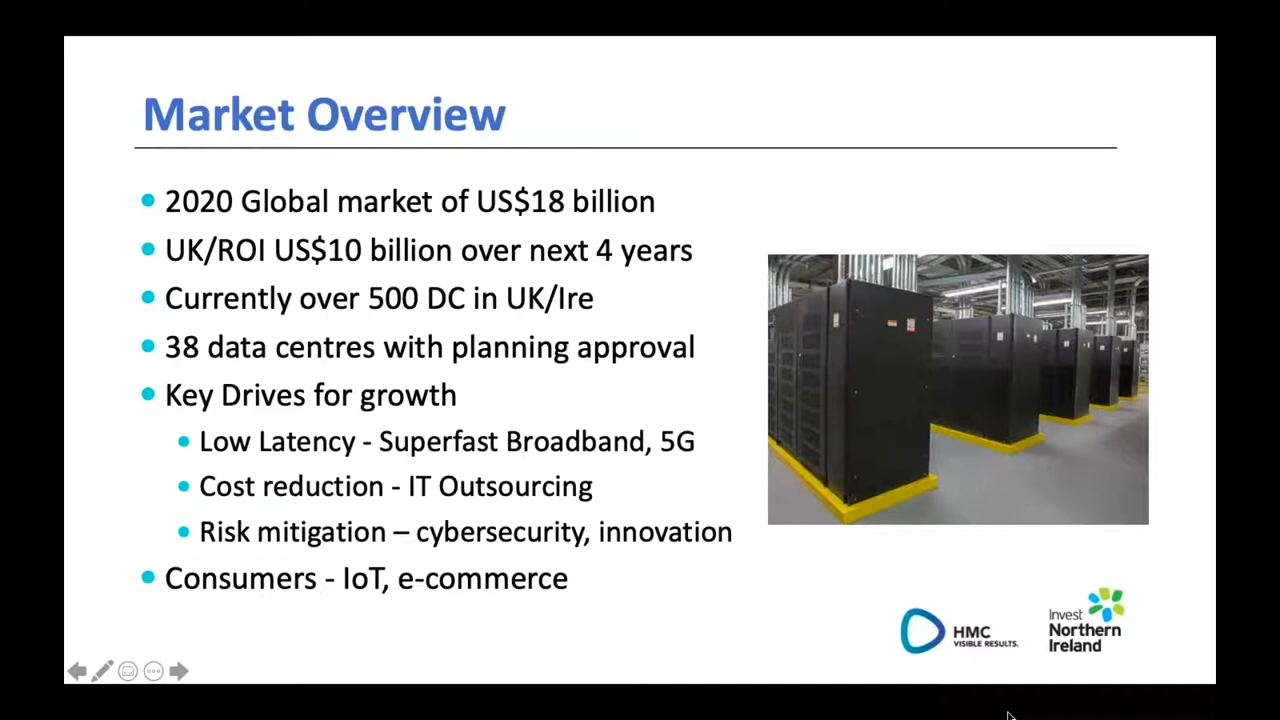 Market Overview
2020 Global market of US$18 billion
UK/ROI US$10 billion over next 4 years
Currently over 500 DC in UK/Ire
38 data centres with planning approval
Key Drives for growth
Low Latency - Superfast Broadband, 5G
Cost reduction - IT Outsourcing
Risk mitigation – cybersecurity, innovation
Consumers - IoT, e-commerce
HMC
VISIBLE RESULTS.
Invest
Northern
Ireland